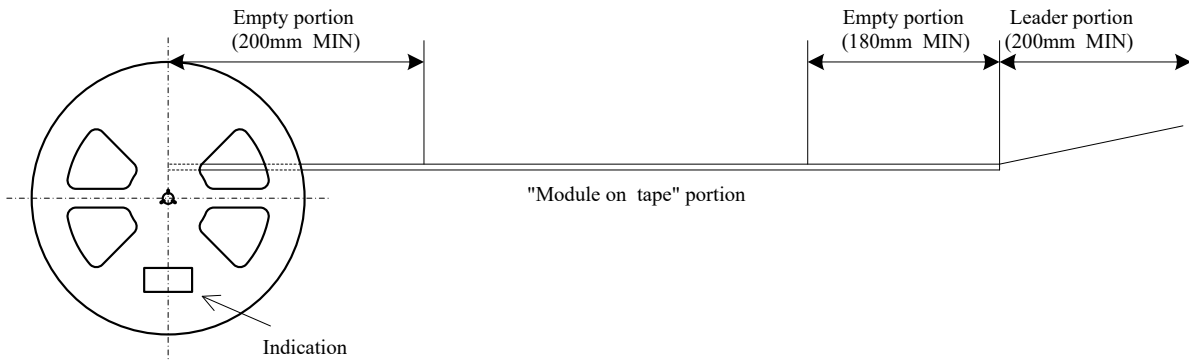 Empty portion
(200mm MIN)
Empty portion
(180mm MIN)
Leader portion
(200mm MIN)
"Module on tape" portion
Indication